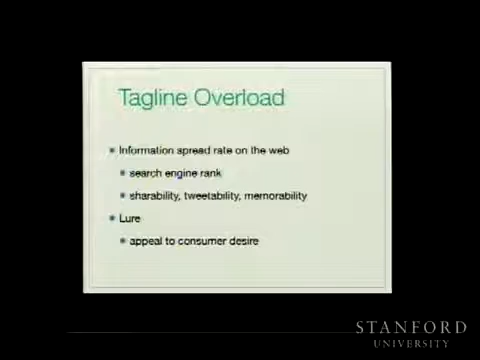 Tagline Overload
Information spread rate on the web
search engine rank
sharability, tweetability, memorability
Lure
appeal to consumer desire
STANFORD
UNIVERSITY